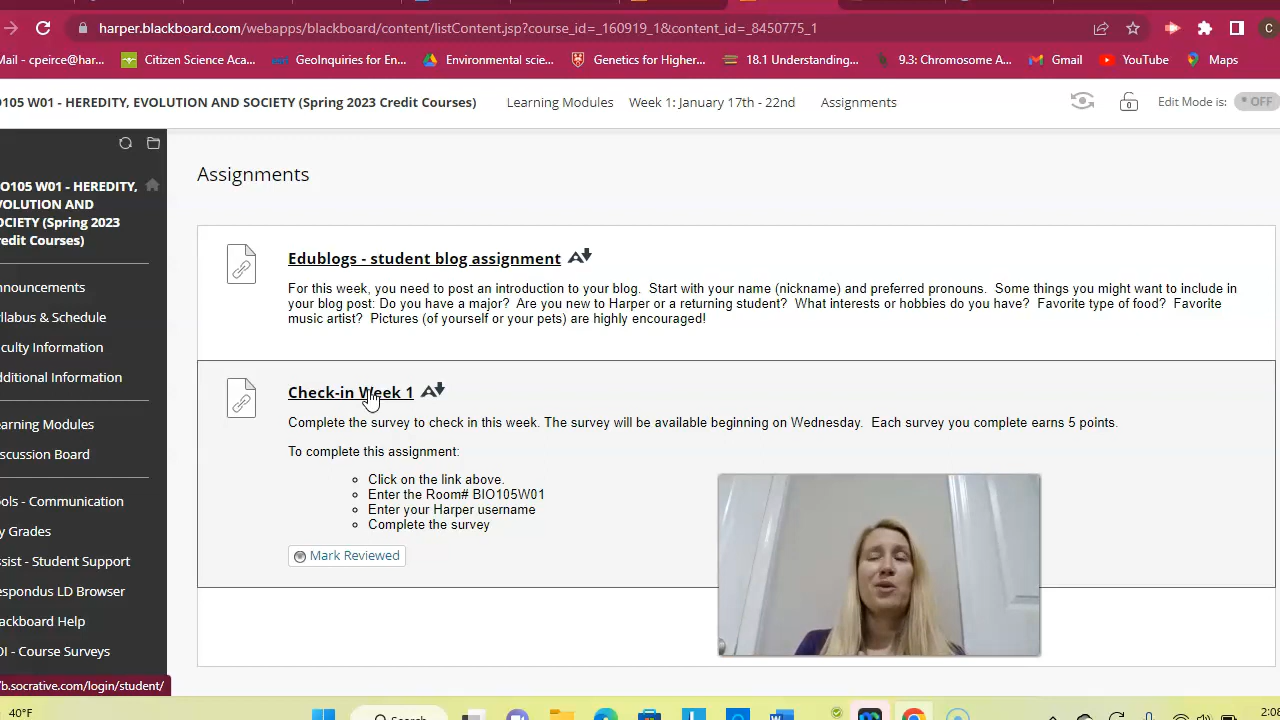 harper.blackboard.com/webapps/blackboard/content/listContent.jsp?course_id=_160919_1&content_id=_8450775_1
C
Mail - cpeirce@har...
Citizen Science Aca...
GeoInquiries for En...
Environmental scie...
Genetics for Higher...
18.1 Understanding...
9.3: Chromosome A...
Gmail
YouTube
Maps
O105 W01 - HEREDITY, EVOLUTION AND SOCIETY (Spring 2023 Credit Courses)
Learning Modules
Week 1: January 17th - 22nd
Assignments
Edit Mode is:
OFF
O105 W01 - HEREDITY,
VOLUTION AND
OCIETY (Spring 2023
redit Courses)
nnouncements
yllabus & Schedule
culty Information
dditional Information
earning Modules
scussion Board
ools - Communication
y Grades
ssist - Student Support
espondus LD Browser
lackboard Help
OI - Course Surveys
/b.socrative.com/login/student/
Assignments
Edublogs - student blog assignment
For this week, you need to post an introduction to your blog. Start with your name (nickname) and preferred pronouns. Some things you might want to include in
your blog post: Do you have a major? Are you new to Harper or a returning student? What interests or hobbies do you have? Favorite type of food? Favorite
music artist? Pictures (of yourself or your pets) are highly encouraged!
Check-in Week 1
Complete the survey to check in this week. The survey will be available beginning on Wednesday. Each survey you complete earns 5 points.
To complete this assignment:
Click on the link above.
Enter the Room# BIO105W01
Enter your Harper username
Complete the survey
Mark Reviewed
40°F
Search
2:08